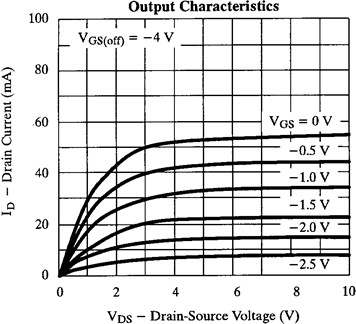 Output Characteristics
V_GS(off) = −4 V
100
80
60
40
20
0
I_D − Drain Current (mA)
V_GS = 0 V
−0.5 V
−1.0 V
−1.5 V
−2.0 V
−2.5 V
0 2 4 6 8 10
V_DS − Drain-Source Voltage (V)